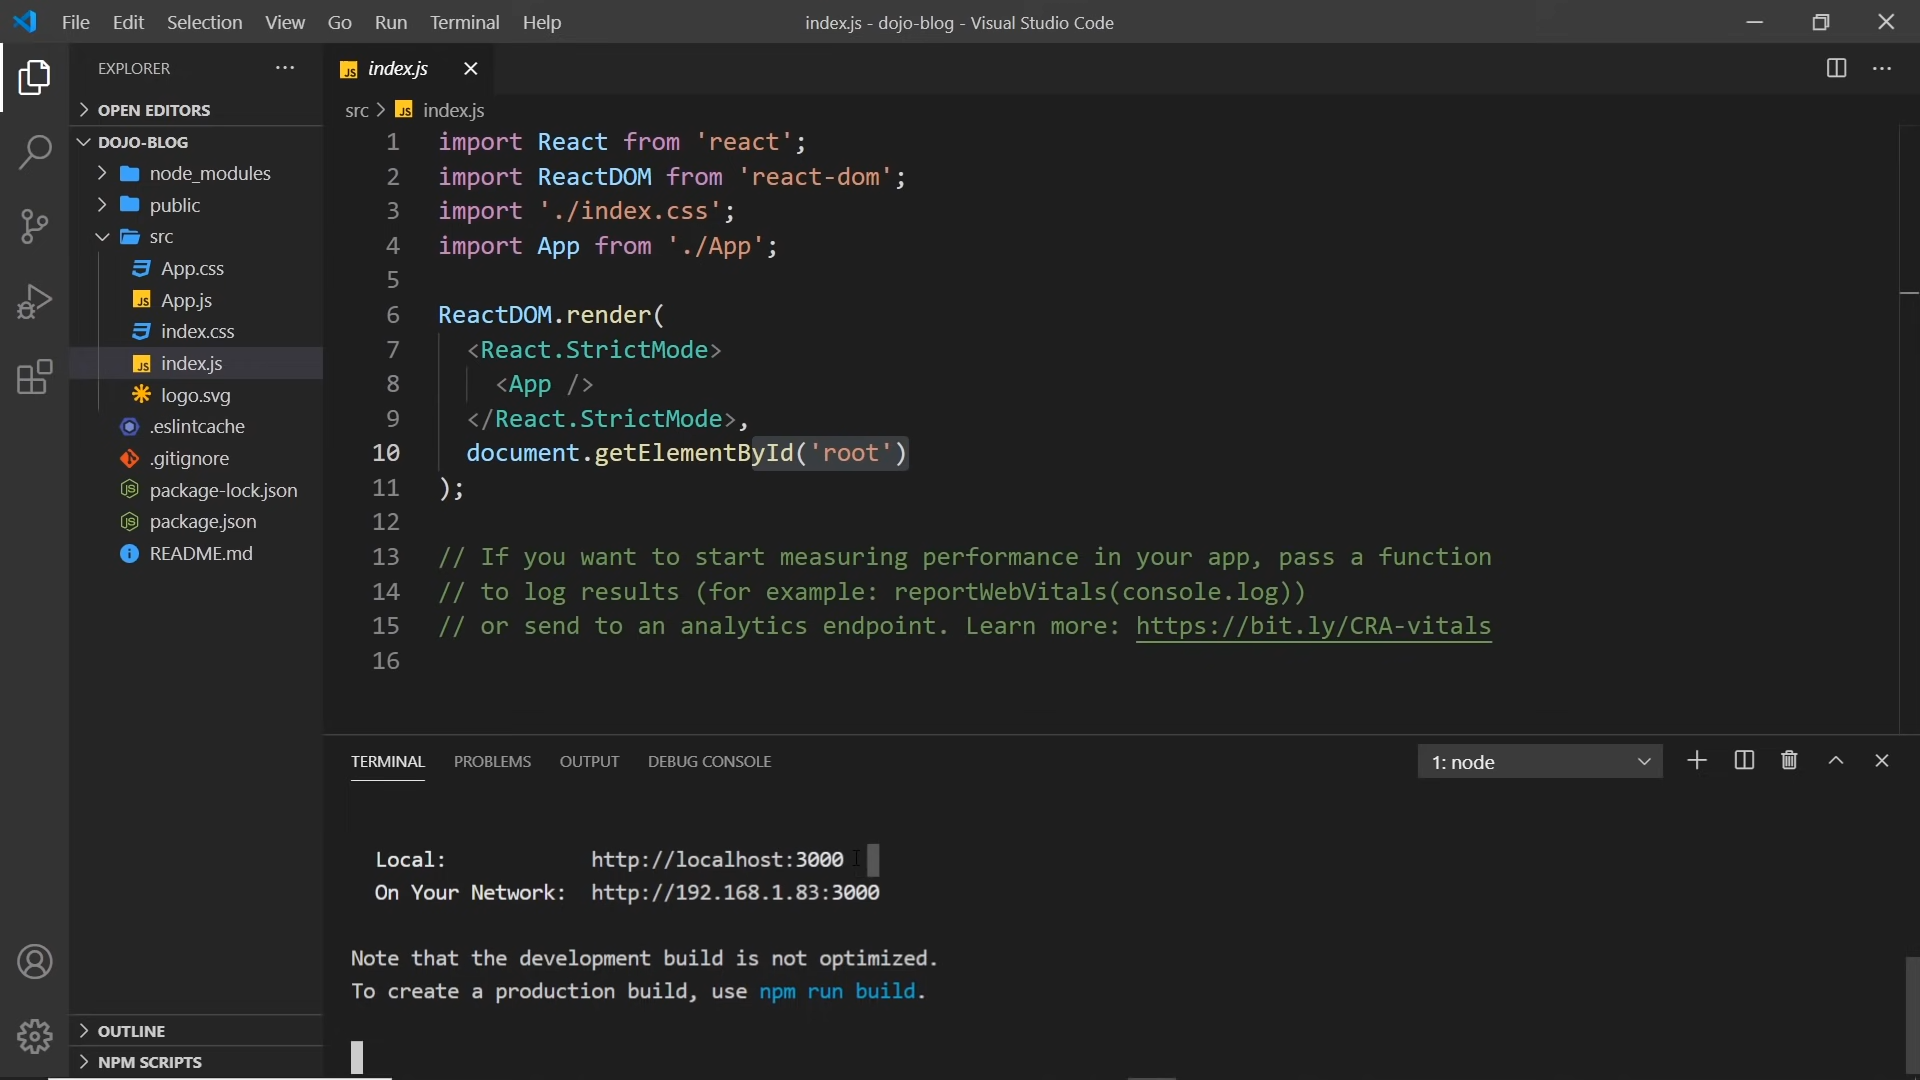 File Edit Selection View Go Run Terminal Help
index.js - dojo-blog - Visual Studio Code
EXPLORER
OPEN EDITORS
DOJO-BLOG
node_modules
public
src
App.css
JS App.js
index.css
JS index.js
logo.svg
.eslintcache
.gitignore
package-lock.json
package.json
README.md
OUTLINE
NPM SCRIPTS
JS index.js
src > JS index.js
1 import React from 'react';
2 import ReactDOM from 'react-dom';
3 import './index.css';
4 import App from './App';
5
6 ReactDOM.render(
7 <React.StrictMode>
8 <App />
9 </React.StrictMode>,
10 document.getElementById('root')
11 );
12
13 // If you want to start measuring performance in your app, pass a function
14 // to log results (for example: reportWebVitals(console.log))
15 // or send to an analytics endpoint. Learn more: https://bit.ly/CRA-vitals
16
TERMINAL PROBLEMS OUTPUT DEBUG CONSOLE
1: node
Local: http://localhost:3000
On Your Network: http://192.168.1.83:3000
Note that the development build is not optimized.
To create a production build, use npm run build.